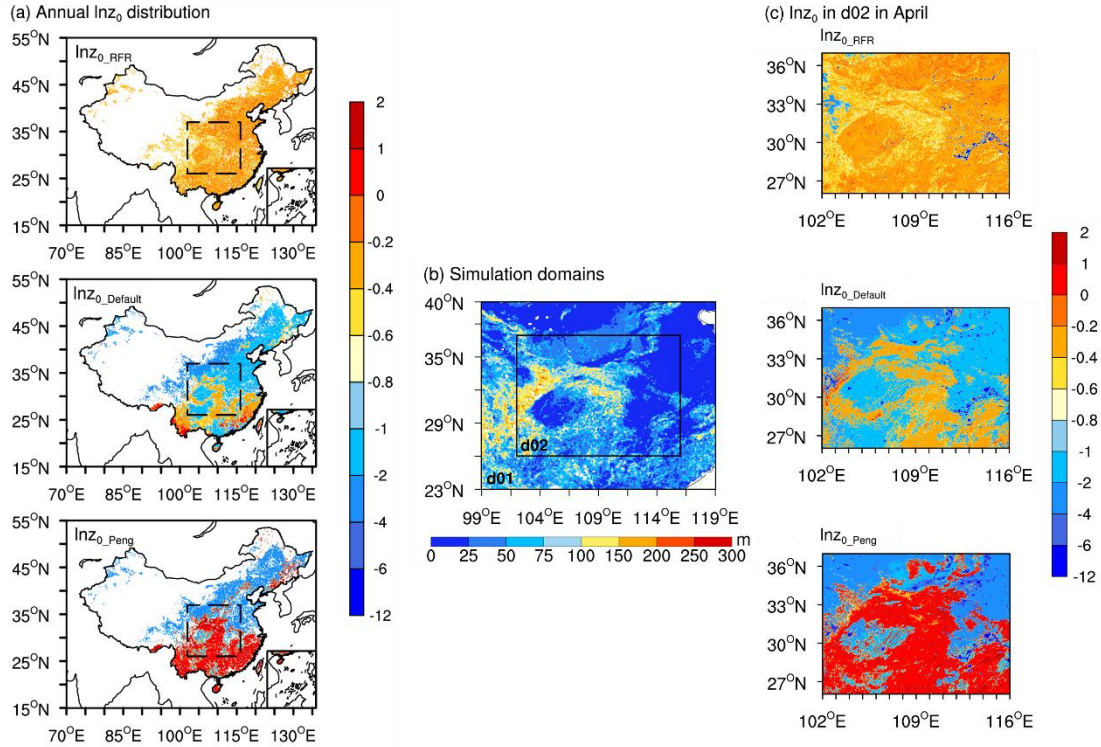 (a) Annual lnz0 distribution
55°N
45°N
35°N
25°N
15°N
lnz0_RFR
70°E 85°E 100°E 115°E 130°E
55°N
45°N
35°N
25°N
15°N
lnz0_Default
70°E 85°E 100°E 115°E 130°E
55°N
45°N
35°N
25°N
15°N
lnz0_Peng
70°E 85°E 100°E 115°E 130°E
2
1
0
-0.2
-0.4
-0.6
-0.8
-1
-2
-4
-6
-12
(b) Simulation domains
40°N
35°N
29°N
23°N
d02
d01
99°E 104°E 109°E 114°E 119°E
0 25 50 75 100 150 200 250 300 m
(c) lnz0 in d02 in April
lnz0_RFR
36°N
33°N
30°N
27°N
102°E 109°E 116°E
lnz0_Default
36°N
33°N
30°N
27°N
102°E 109°E 116°E
lnz0_Peng
36°N
33°N
30°N
27°N
102°E 109°E 116°E
2
1
0
-0.2
-0.4
-0.6
-0.8
-1
-2
-4
-6
-12